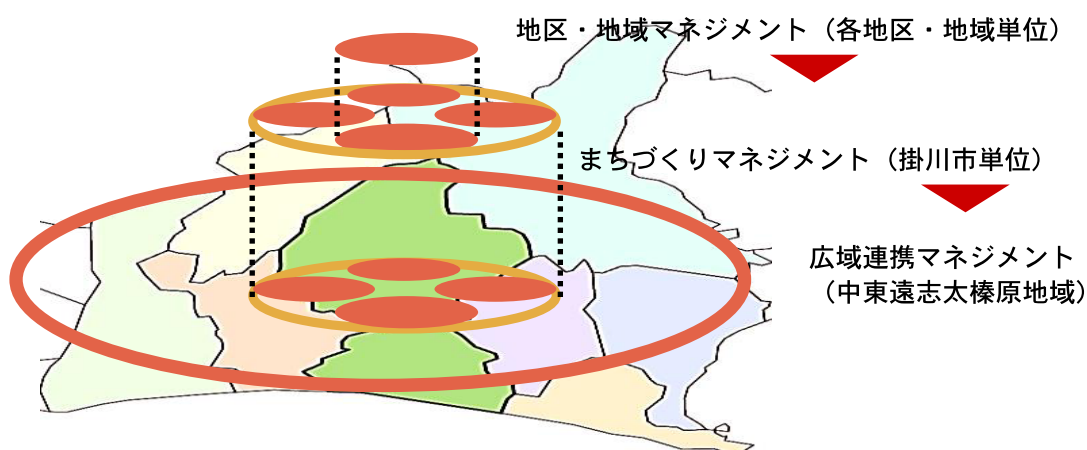 地区・地域マネジメント（各地区・地域単位）
まちづくりマネジメント（掛川市単位）
広域連携マネジメント
（中東遠志太榛原地域）